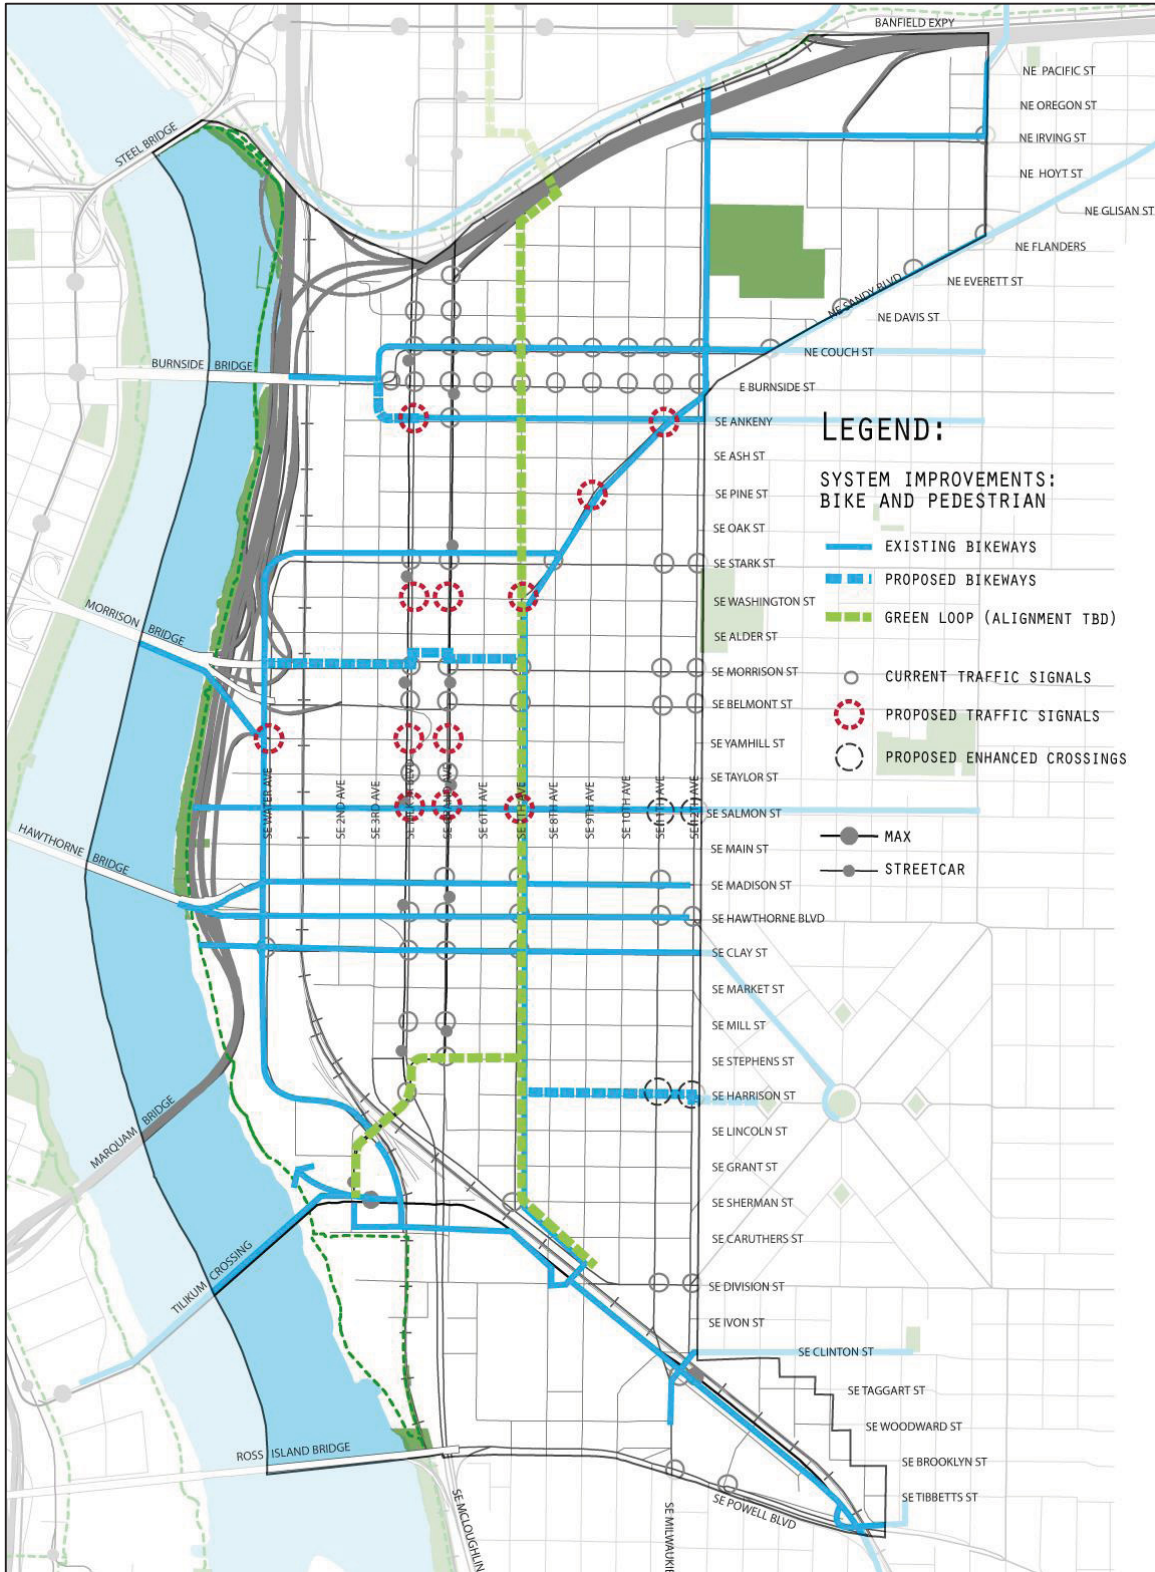 BANFIELD EXPY
NE PACIFIC ST
NE OREGON ST
STEEL BRIDGE
NE IRVING ST
NE HOYT ST
NE GLISAN ST
NE FLANDERS
NE EVERETT ST
NE SANDY BLVD
NE DAVIS ST
NE COUCH ST
BURNSIDE BRIDGE
E BURNSIDE ST
SE ANKENY
LEGEND:
SE ASH ST
SYSTEM IMPROVEMENTS:
BIKE AND PEDESTRIAN
SE PINE ST
SE OAK ST
EXISTING BIKEWAYS
SE STARK ST
PROPOSED BIKEWAYS
SE WASHINGTON ST
MORRISON BRIDGE
GREEN LOOP (ALIGNMENT TBD)
SE ALDER ST
SE MORRISON ST
CURRENT TRAFFIC SIGNALS
SE BELMONT ST
PROPOSED TRAFFIC SIGNALS
SE YAMHILL ST
PROPOSED ENHANCED CROSSINGS
SE TAYLOR ST
SE WATER AVE
SE 2ND AVE
SE 3RD AVE
SE 6TH AVE
SE 7TH AVE
SE 8TH AVE
SE 9TH AVE
SE 10TH AVE
SE 11TH AVE
SE 12TH AVE
SE SALMON ST
HAWTHORNE BRIDGE
MAX
SE MAIN ST
STREETCAR
SE MADISON ST
SE HAWTHORNE BLVD
SE CLAY ST
SE MARKET ST
SE MILL ST
SE STEPHENS ST
SE HARRISON ST
MARQUAM BRIDGE
SE LINCOLN ST
SE GRANT ST
SE SHERMAN ST
SE CARUTHERS ST
TILIKUM CROSSING
SE DIVISION ST
SE IVON ST
SE CLINTON ST
SE TAGGART ST
SE WOODWARD ST
ROSS ISLAND BRIDGE
SE BROOKLYN ST
SE TIBBETTS ST
SE POWELL BLVD
SE MCLOUGHLIN
SE MILWAUKIE